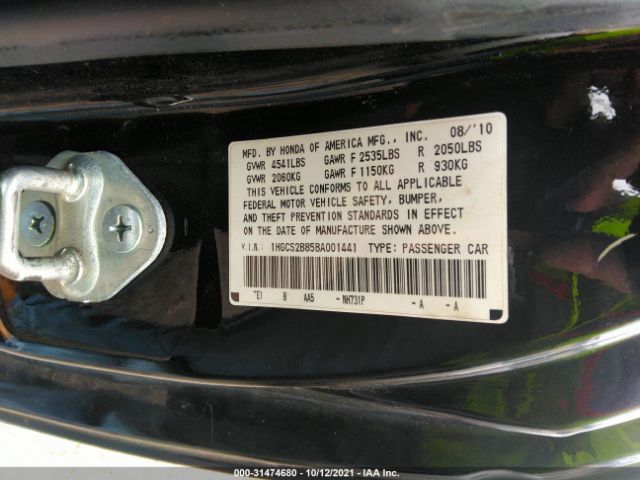 MFD. BY HONDA OF AMERICA MFG., INC. 08/'10
GVWR 4541LBS GAWR F 2535LBS R 2050LBS
GVWR 2060KG GAWR F 1150KG R 930KG
THIS VEHICLE CONFORMS TO ALL APPLICABLE
FEDERAL MOTOR VEHICLE SAFETY, BUMPER,
AND THEFT PREVENTION STANDARDS IN EFFECT
ON THE DATE OF MANUFACTURE SHOWN ABOVE.
V.I.N.: 1HGCS2B85BA001441 TYPE: PASSENGER CAR
TE1 B AA5 - NH731P - A - A
000-31474680 - 10/12/2021 - IAA Inc.